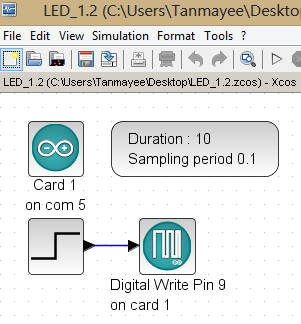 LED_1.2 (C:\Users\Tanmayee\Deskto
File Edit View Simulation Format Tools ?
LED_1.2 (C:\Users\Tanmayee\Desktop\LED_1.2.zcos) - Xcos
Duration : 10
Sampling period 0.1
Card 1
on com 5
Digital Write Pin 9
on card 1